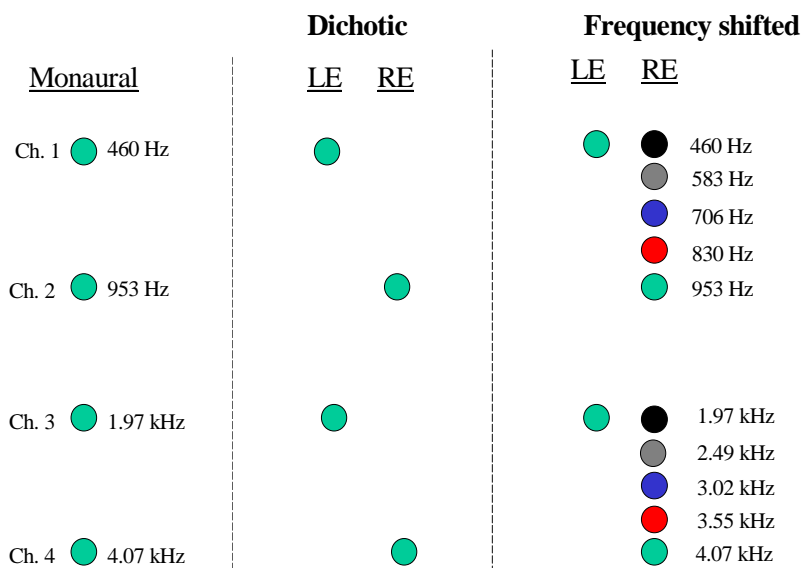 Dichotic Frequency shifted
Monaural LE RE LE RE
Ch. 1 460 Hz 460 Hz
583 Hz
706 Hz
830 Hz
Ch. 2 953 Hz 953 Hz
Ch. 3 1.97 kHz 1.97 kHz
2.49 kHz
3.02 kHz
3.55 kHz
Ch. 4 4.07 kHz 4.07 kHz